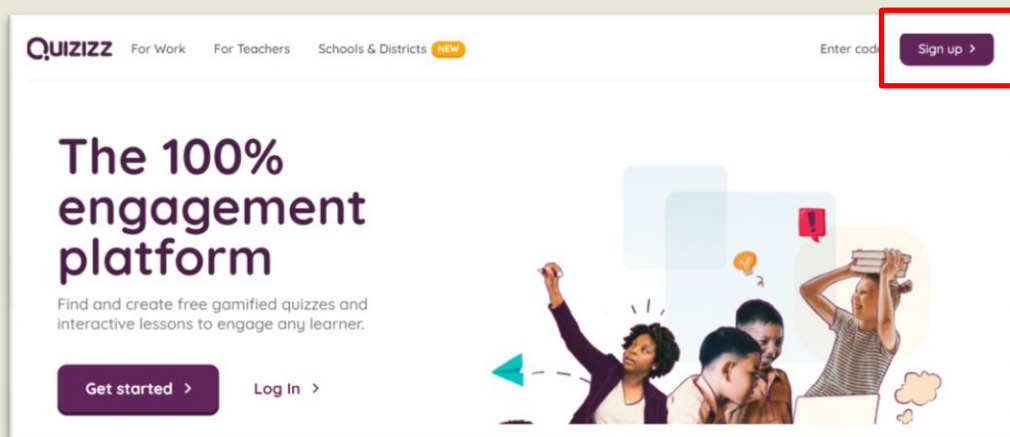 QUIZIZZ For Work For Teachers Schools & Districts NEW Enter code Sign up >
The 100%
engagement
platform
Find and create free gamified quizzes and
interactive lessons to engage any learner.
Get started > Log In >